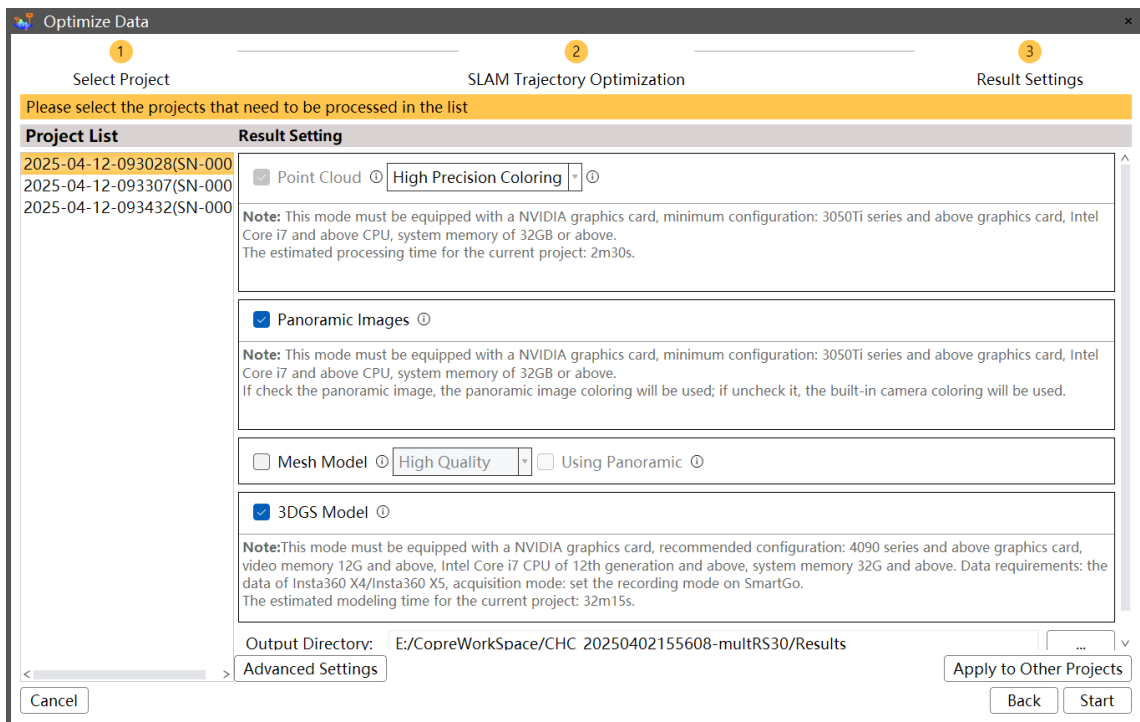 Optimize Data
1
2
3
Select Project
SLAM Trajectory Optimization
Result Settings
Please select the projects that need to be processed in the list
Project List
Result Setting
2025-04-12-093028(SN-000
2025-04-12-093307(SN-000
2025-04-12-093432(SN-000
Point Cloud
High Precision Coloring
Note: This mode must be equipped with a NVIDIA graphics card, minimum configuration: 3050Ti series and above graphics card, Intel
Core i7 and above CPU, system memory of 32GB or above.
The estimated processing time for the current project: 2m30s.
Panoramic Images
Note: This mode must be equipped with a NVIDIA graphics card, minimum configuration: 3050Ti series and above graphics card, Intel
Core i7 and above CPU, system memory of 32GB or above.
If check the panoramic image, the panoramic image coloring will be used; if uncheck it, the built-in camera coloring will be used.
Mesh Model
High Quality
Using Panoramic
3DGS Model
Note:This mode must be equipped with a NVIDIA graphics card, recommended configuration: 4090 series and above graphics card,
video memory 12G and above, Intel Core i7 CPU of 12th generation and above, system memory 32G and above. Data requirements: the
data of Insta360 X4/Insta360 X5, acquisition mode: set the recording mode on SmartGo.
The estimated modeling time for the current project: 32m15s.
Output Directory:
E:/CopreWorkSpace/CHC_20250402155608-multRS30/Results
...
Advanced Settings
Apply to Other Projects
Cancel
Back
Start